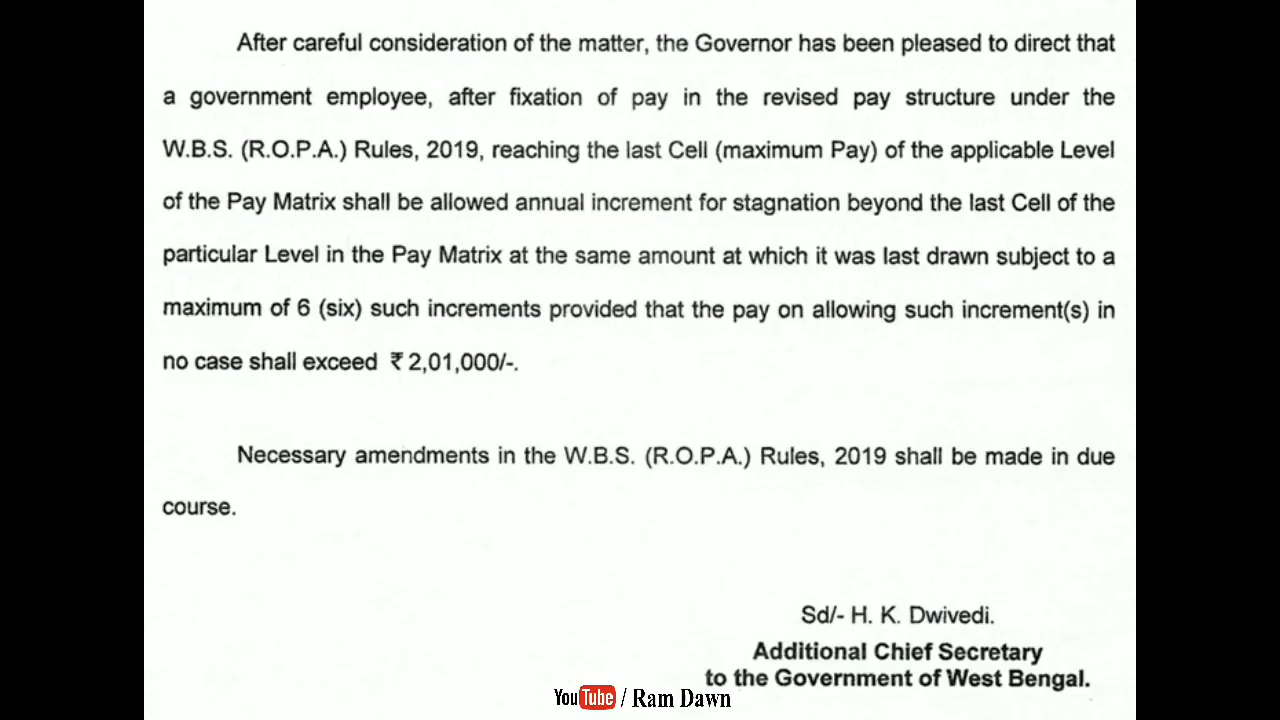 After careful consideration of the matter, the Governor has been pleased to direct that
a government employee, after fixation of pay in the revised pay structure under the
W.B.S. (R.O.P.A.) Rules, 2019, reaching the last Cell (maximum Pay) of the applicable Level
of the Pay Matrix shall be allowed annual increment for stagnation beyond the last Cell of the
particular Level in the Pay Matrix at the same amount at which it was last drawn subject to a
maximum of 6 (six) such increments provided that the pay on allowing such increment(s) in
no case shall exceed ₹ 2,01,000/-.
Necessary amendments in the W.B.S. (R.O.P.A.) Rules, 2019 shall be made in due
course.
Sd/- H. K. Dwivedi.
Additional Chief Secretary
to the Government of West Bengal.
YouTube / Ram Dawn